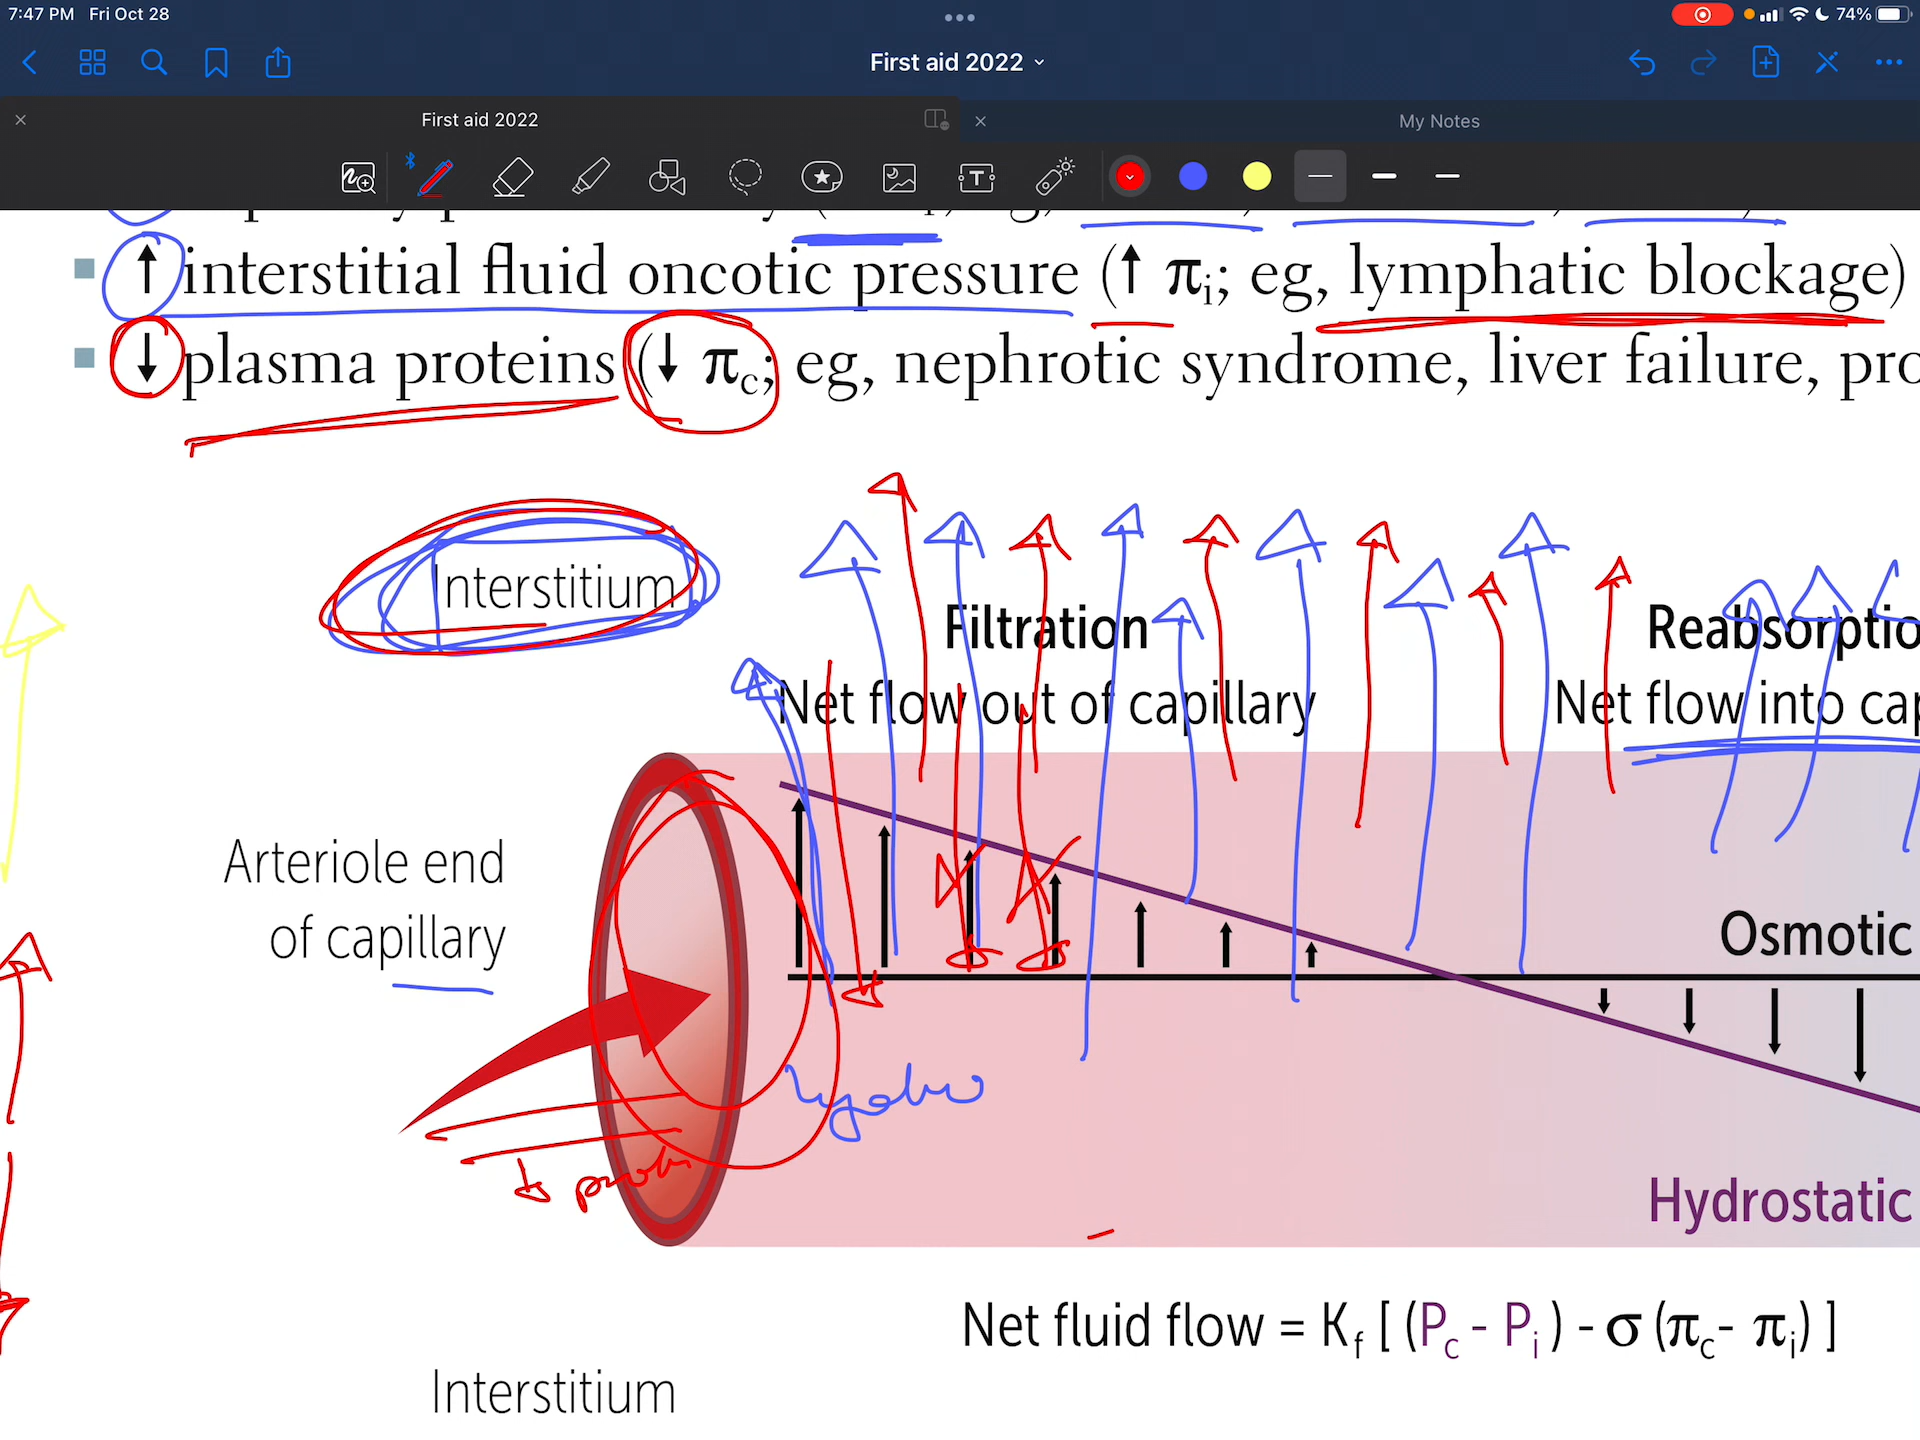 7:47 PM Fri Oct 28
74%
First aid 2022
First aid 2022
My Notes
↑ interstitial fluid oncotic pressure (↑ πi; eg, lymphatic blockage)
↓ plasma proteins (↓ πc; eg, nephrotic syndrome, liver failure, pro
Interstitium
Filtration
Net flow out of capillary
Reabsorptio
Net flow into cap
Arteriole end
of capillary
Osmotic
Hydrostatic
Net fluid flow = Kf [ (Pc - Pi ) - σ (πc - πi) ]
Interstitium